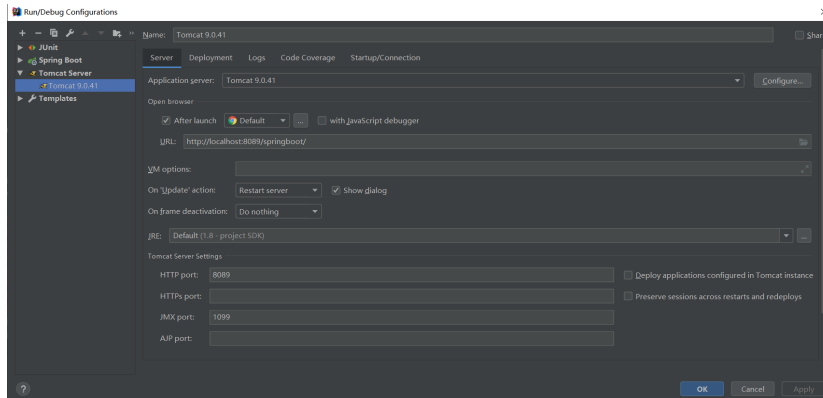 Run/Debug Configurations
Name: Tomcat 9.0.41
Shar
JUnit
Spring Boot
Tomcat Server
Tomcat 9.0.41
Templates
Server Deployment Logs Code Coverage Startup/Connection
Application server: Tomcat 9.0.41 Configure...
Open browser
After launch Default ... with JavaScript debugger
URL: http://localhost:8089/springboot/
VM options:
On 'Update' action: Restart server Show dialog
On frame deactivation: Do nothing
JRE: Default (1.8 - project SDK) ...
Tomcat Server Settings
HTTP port: 8089 Deploy applications configured in Tomcat instance
HTTPs port: Preserve sessions across restarts and redeploys
JMX port: 1099
AJP port:
? OK Cancel Apply